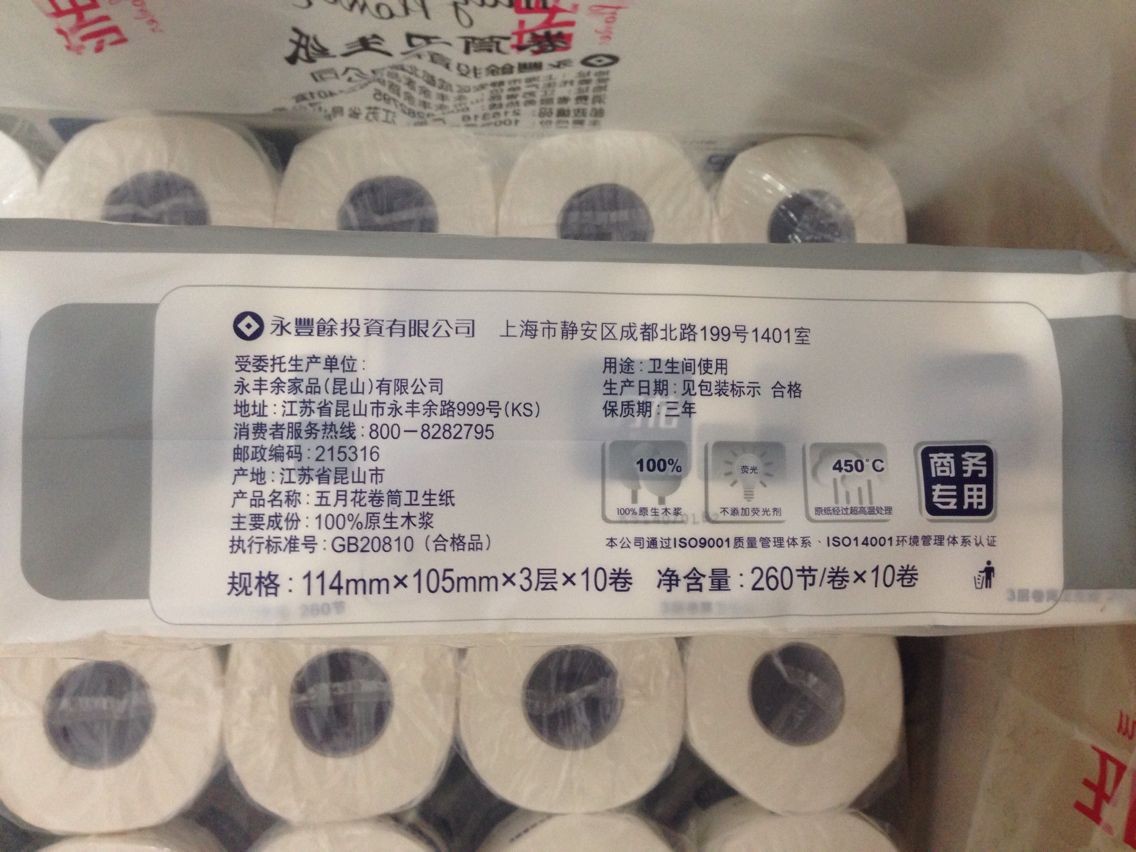 卷筒卫生纸
永豐餘投資有限公司 上海市静安区成都北路199号1401室
受委托生产单位:
永丰余家品(昆山)有限公司
地址:江苏省昆山市永丰余路999号(KS)
消费者服务热线:800-8282795
邮政编码:215316
产地:江苏省昆山市
产品名称:五月花卷筒卫生纸
主要成份:100%原生木浆
执行标准号:GB20810(合格品)
用途:卫生间使用
生产日期:见包装标示 合格
保质期:三年
100%
100%原生木浆
荧光
不添加荧光剂
450°C
原纸经过超高温处理
商务
专用
本公司通过ISO9001质量管理体系、ISO14001环境管理体系认证
规格:114mm×105mm×3层×10卷 净含量:260节/卷×10卷